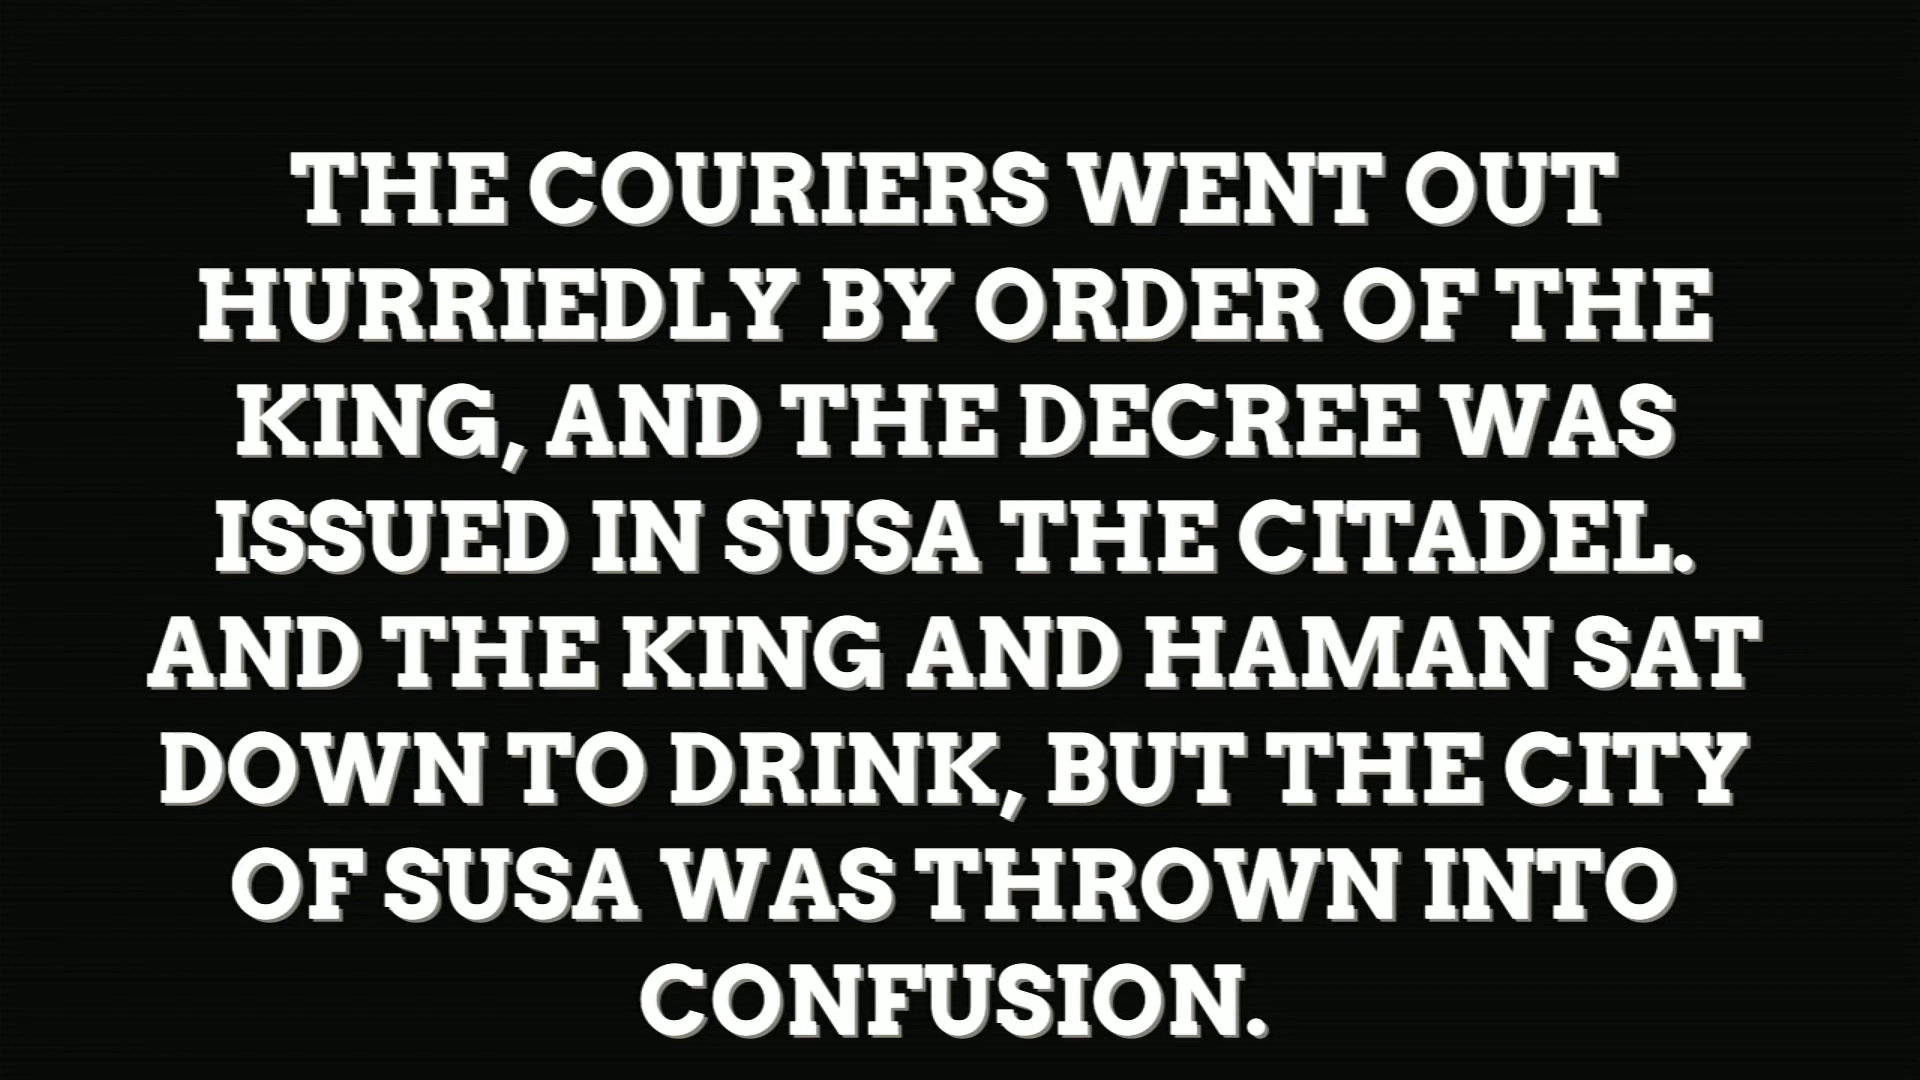 THE COURIERS WENT OUT
HURRIEDLY BY ORDER OF THE
KING, AND THE DECREE WAS
ISSUED IN SUSA THE CITADEL.
AND THE KING AND HAMAN SAT
DOWN TO DRINK, BUT THE CITY
OF SUSA WAS THROWN INTO
CONFUSION.